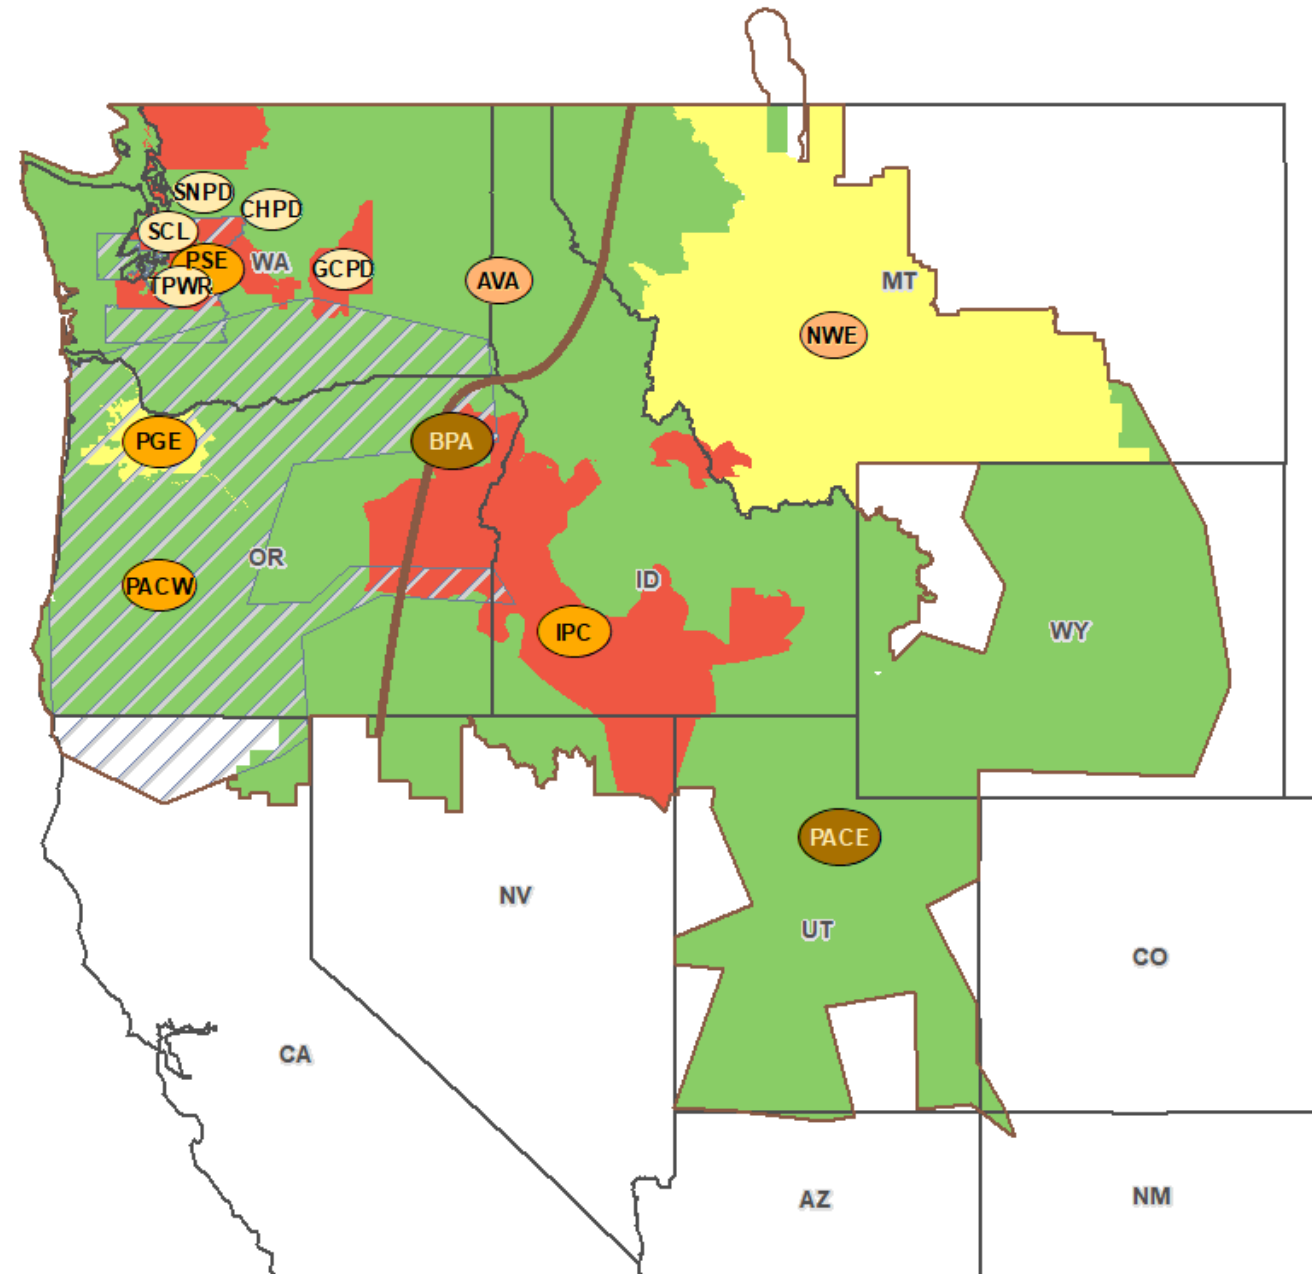 SNPD
CHPD
SCL
PSE
WA
GCPD
TPWR
AVA
MT
NWE
PGE
BPA
OR
PACW
ID
IPC
WY
PACE
NV
UT
CO
CA
AZ
NM